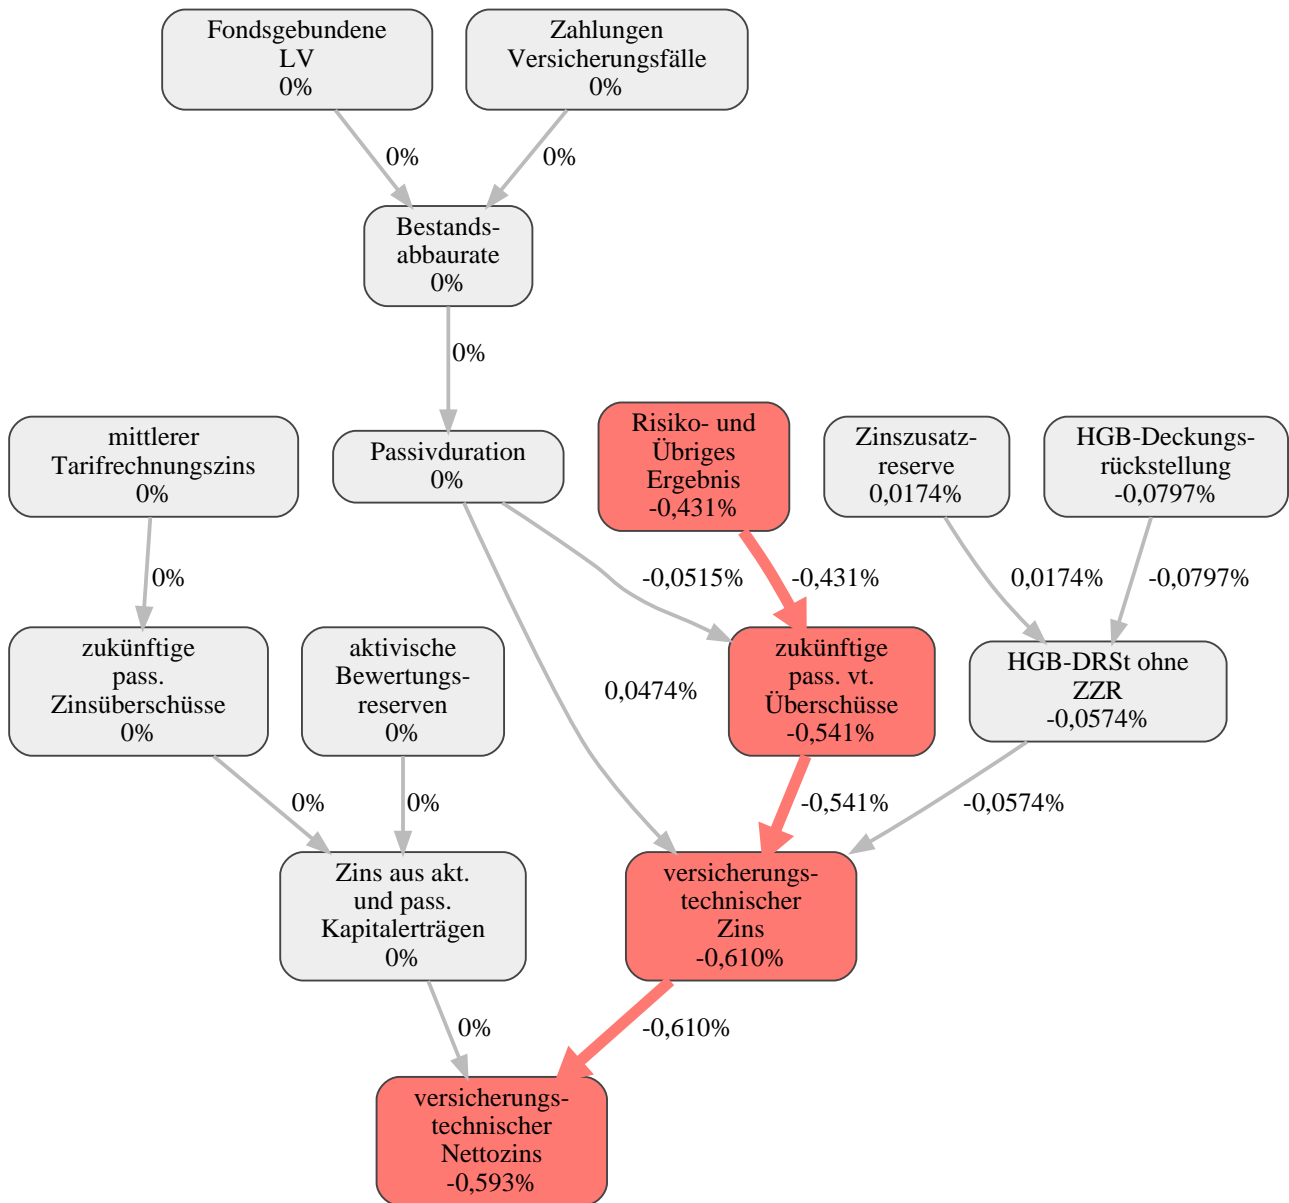 Fondsgebundene
LV
0%
Zahlungen
Versicherungsfälle
0%
0%
0%
Bestands-
abbaurate
0%
0%
mittlerer
Tarifrechnungszins
0%
Passivduration
0%
Risiko- und
Übriges
Ergebnis
-0,431%
Zinszusatz-
reserve
0,0174%
HGB-Deckungs-
rückstellung
-0,0797%
0%
-0,0515%
-0,431%
0,0174%
-0,0797%
zukünftige
pass.
Zinsüberschüsse
0%
aktivische
Bewertungs-
reserven
0%
0,0474%
zukünftige
pass. vt.
Überschüsse
-0,541%
HGB-DRSt ohne
ZZR
-0,0574%
0%
0%
-0,541%
-0,0574%
Zins aus akt.
und pass.
Kapitalerträgen
0%
versicherungs-
technischer
Zins
-0,610%
0%
-0,610%
versicherungs-
technischer
Nettozins
-0,593%